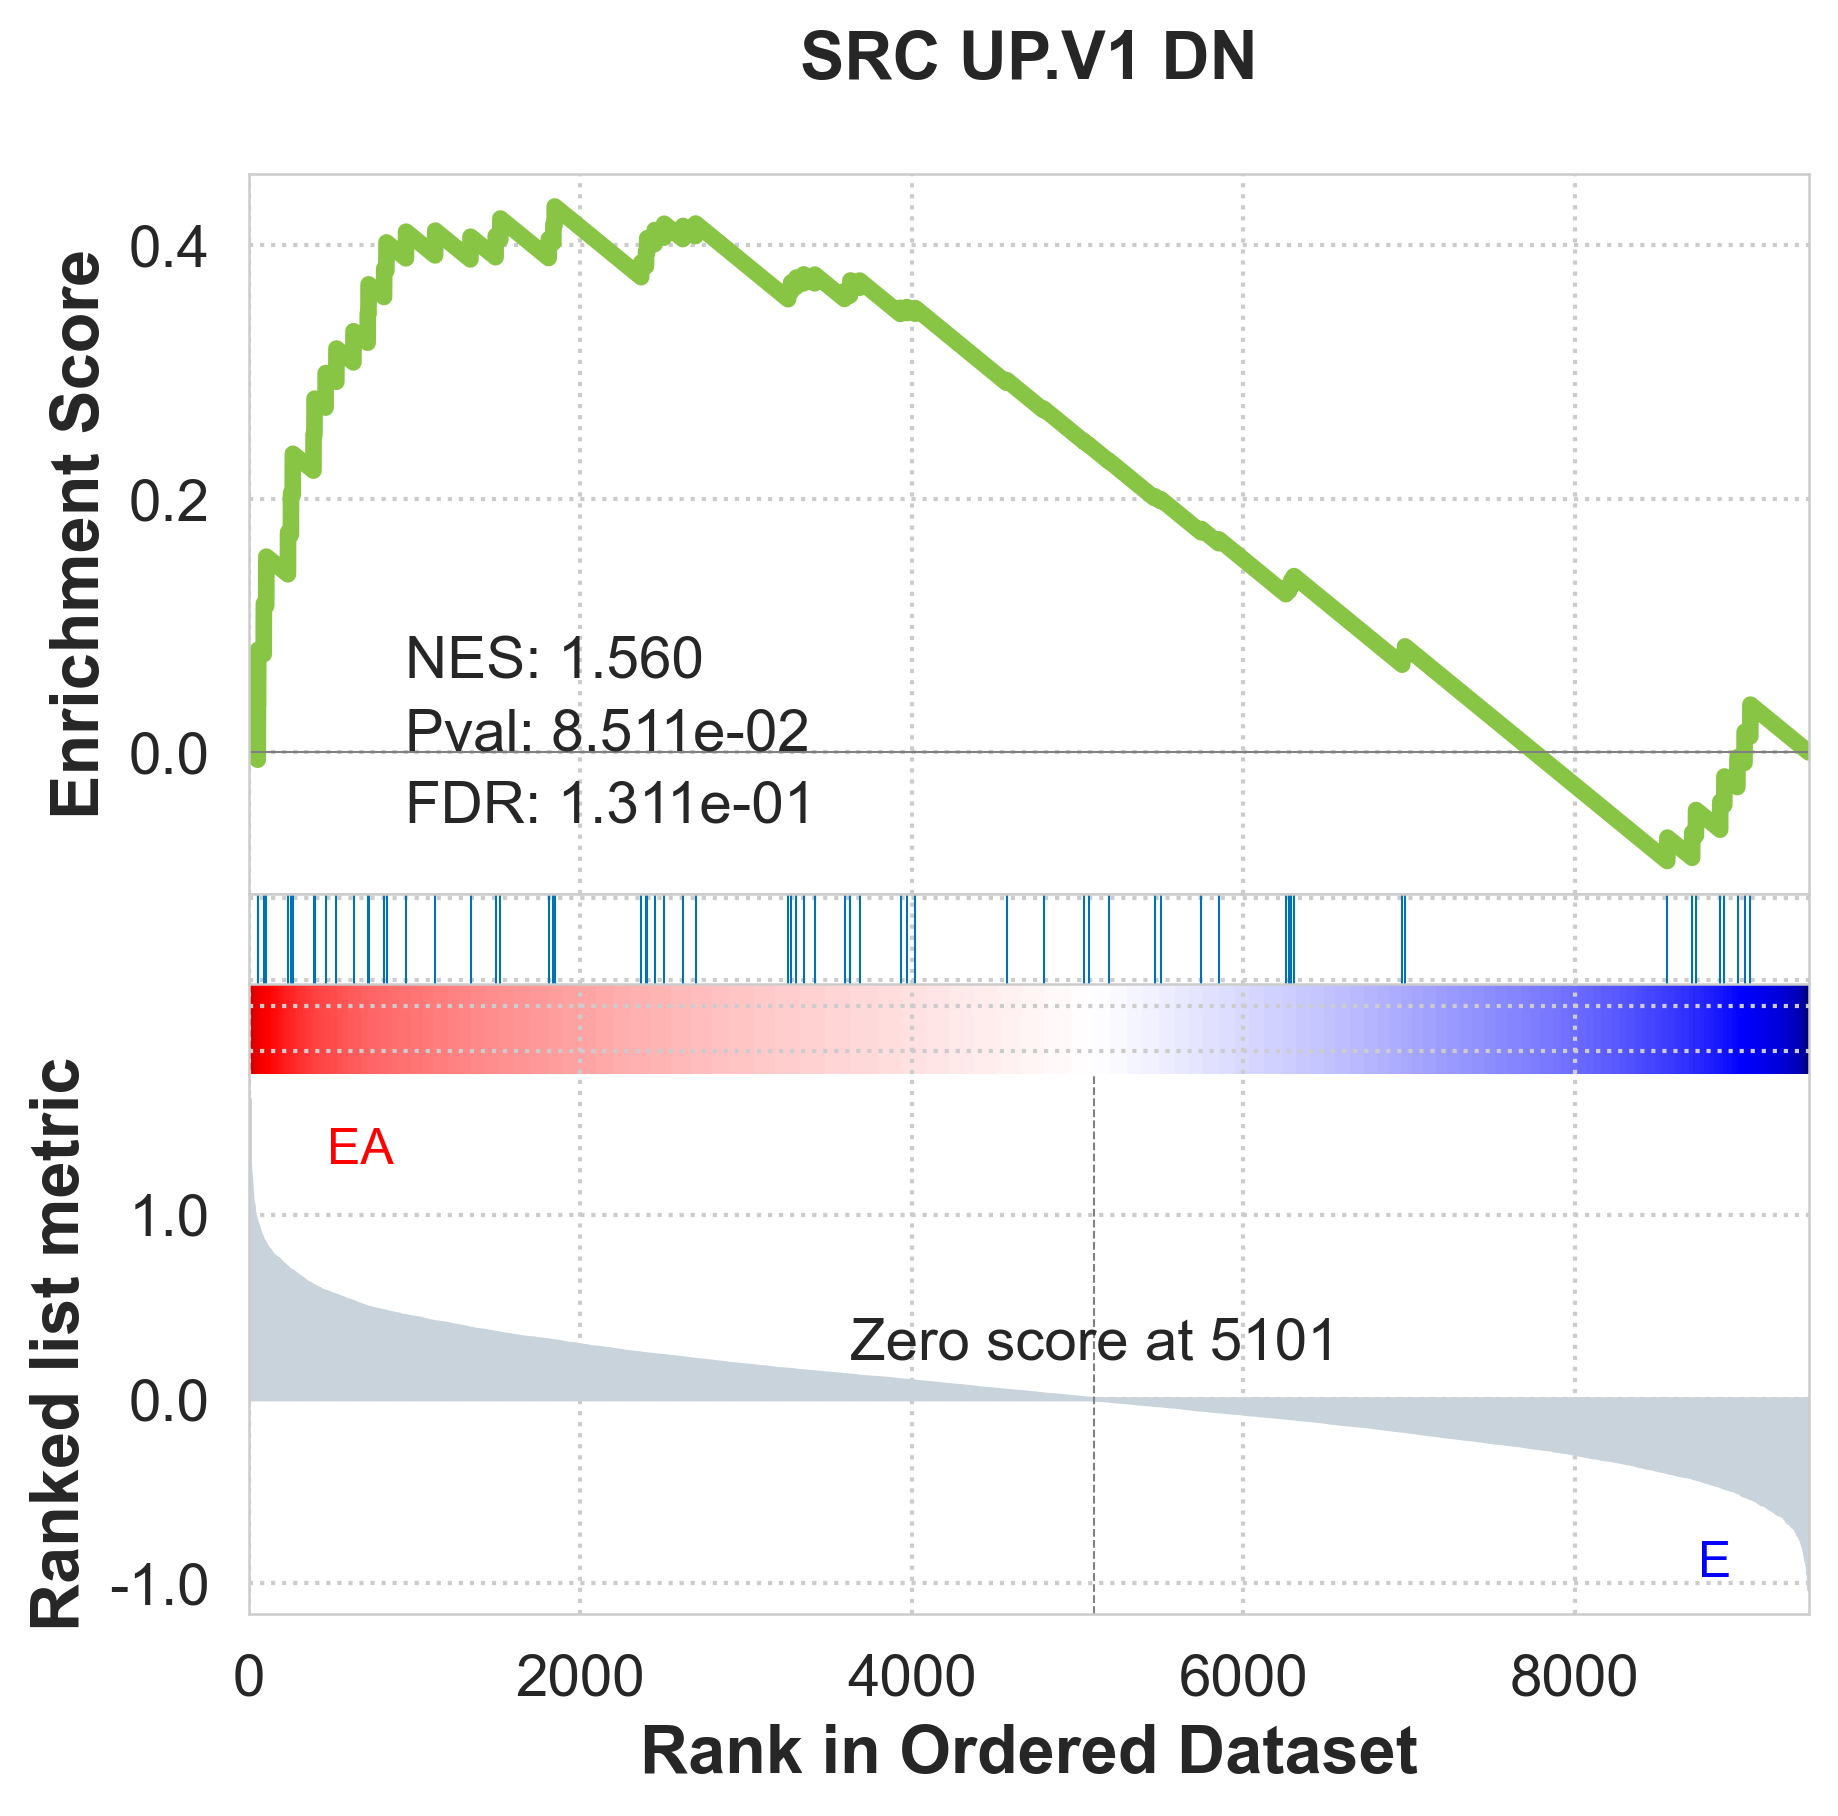 SRC UP.V1 DN
Enrichment Score
0.4
0.2
0.0
NES: 1.560
Pval: 8.511e-02
FDR: 1.311e-01
Ranked list metric
EA
1.0
Zero score at 5101
0.0
E
-1.0
0 2000 4000 6000 8000
Rank in Ordered Dataset